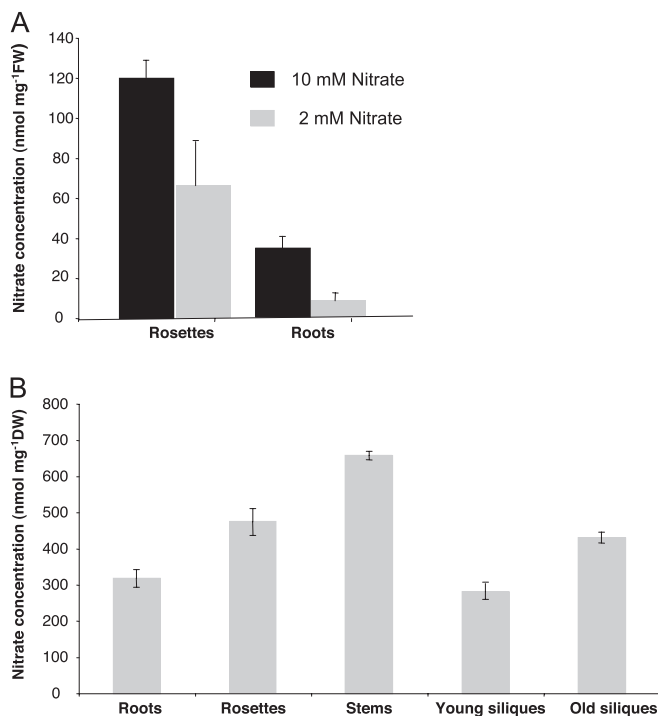 A
Nitrate concentration (nmol mg⁻¹FW)
140
120
100
80
60
40
20
0
10 mM Nitrate
2 mM Nitrate
Rosettes Roots
B
Nitrate concentration (nmol mg⁻¹DW)
800
700
600
500
400
300
200
100
0
Roots Rosettes Stems Young siliques Old siliques